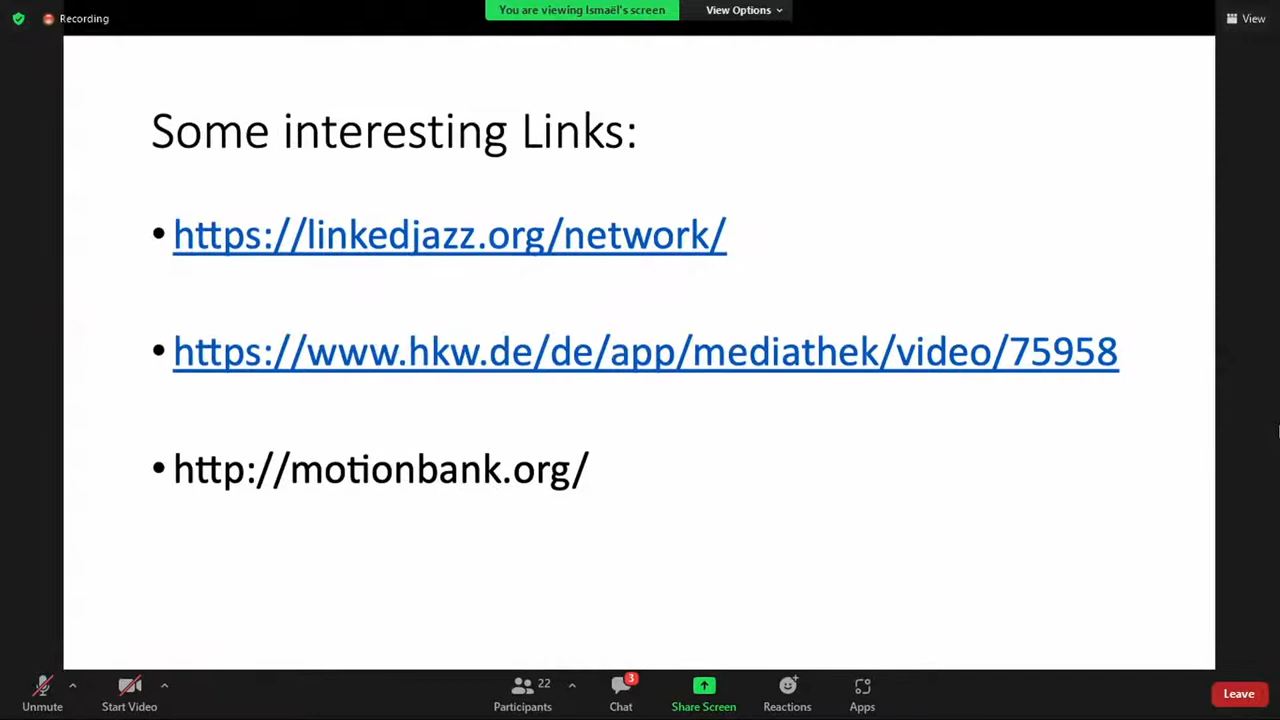 Recording
You are viewing Ismaël's screen
View Options
View
Some interesting Links:
• https://linkedjazz.org/network/
• https://www.hkw.de/de/app/mediathek/video/75958
• http://motionbank.org/
Unmute
Start Video
22
Participants
3
Chat
Share Screen
Reactions
Apps
Leave